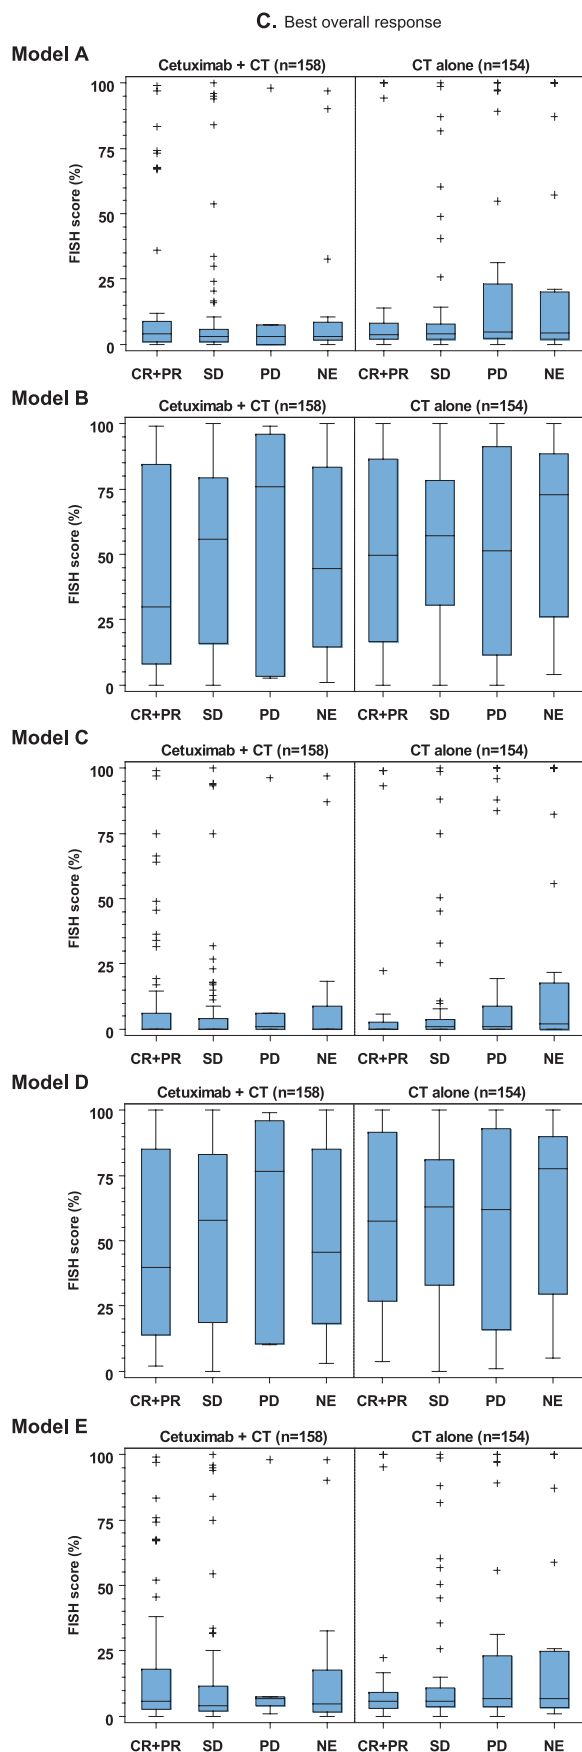 C. Best overall response
Model A
Cetuximab + CT (n=158) CT alone (n=154)
FISH score (%)
100
75
50
25
0
CR+PR SD PD NE CR+PR SD PD NE
Model B
Cetuximab + CT (n=158) CT alone (n=154)
FISH score (%)
100
75
50
25
0
CR+PR SD PD NE CR+PR SD PD NE
Model C
Cetuximab + CT (n=158) CT alone (n=154)
FISH score (%)
100
75
50
25
0
CR+PR SD PD NE CR+PR SD PD NE
Model D
Cetuximab + CT (n=158) CT alone (n=154)
FISH score (%)
100
75
50
25
0
CR+PR SD PD NE CR+PR SD PD NE
Model E
Cetuximab + CT (n=158) CT alone (n=154)
FISH score (%)
100
75
50
25
0
CR+PR SD PD NE CR+PR SD PD NE